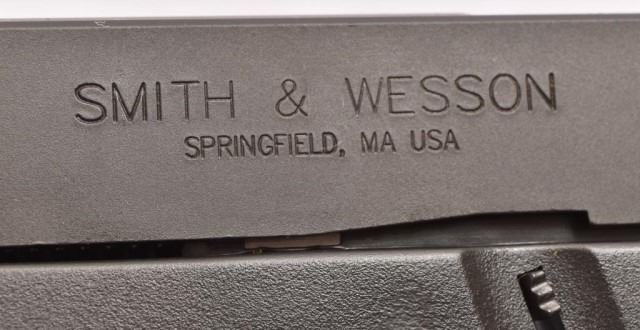 SMITH & WESSON
SPRINGFIELD, MA USA